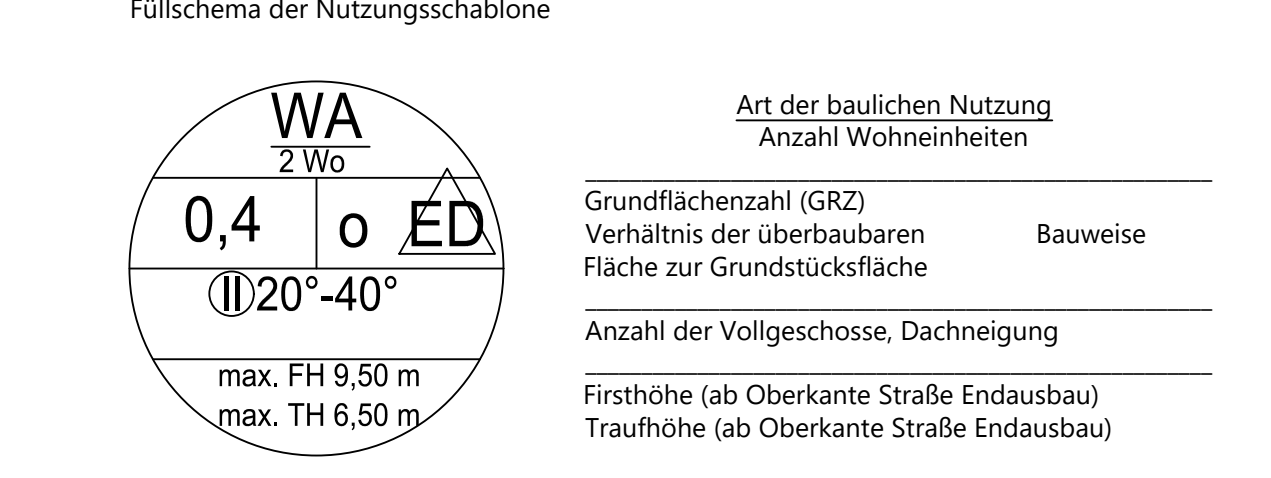 Füllschema der Nutzungsschablone
WA
2 Wo
0,4
o ED
II 20°-40°
max. FH 9,50 m
max. TH 6,50 m
Art der baulichen Nutzung
Anzahl Wohneinheiten
Grundflächenzahl (GRZ)
Verhältnis der überbaubaren
Fläche zur Grundstücksfläche
Bauweise
Anzahl der Vollgeschosse, Dachneigung
Firsthöhe (ab Oberkante Straße Endausbau)
Traufhöhe (ab Oberkante Straße Endausbau)